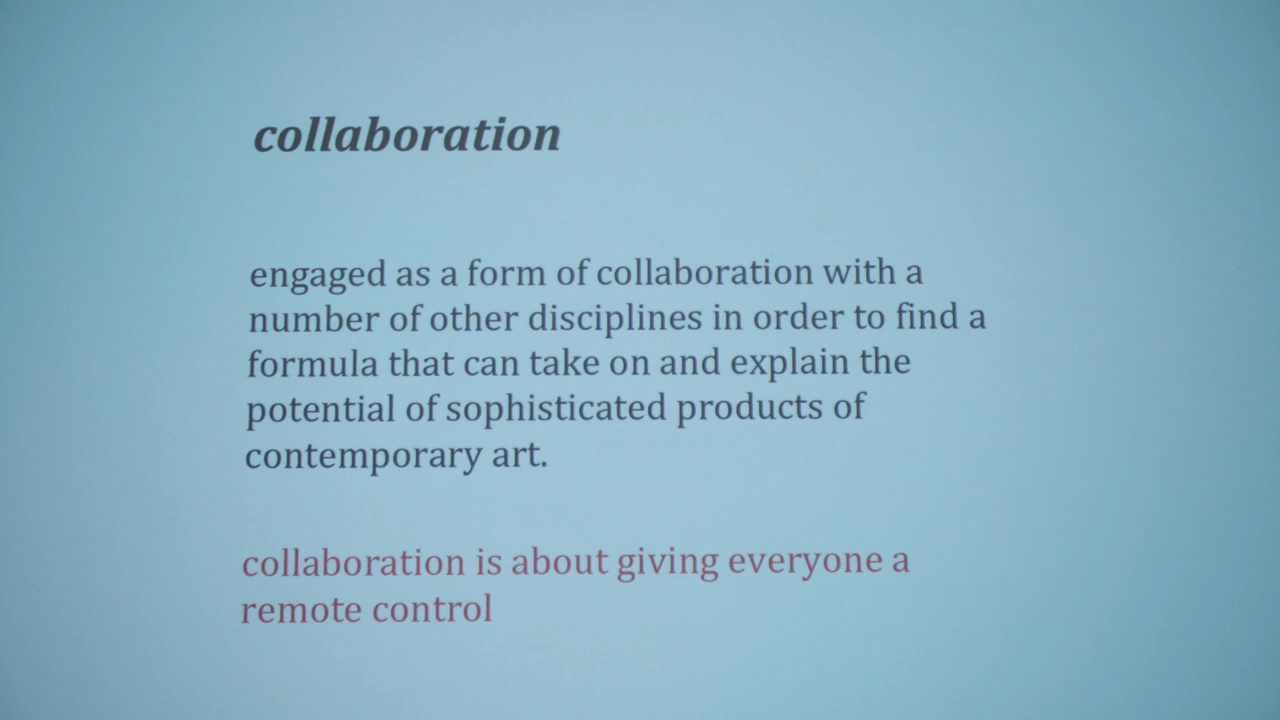 collaboration
engaged as a form of collaboration with a
number of other disciplines in order to find a
formula that can take on and explain the
potential of sophisticated products of
contemporary art.
collaboration is about giving everyone a
remote control